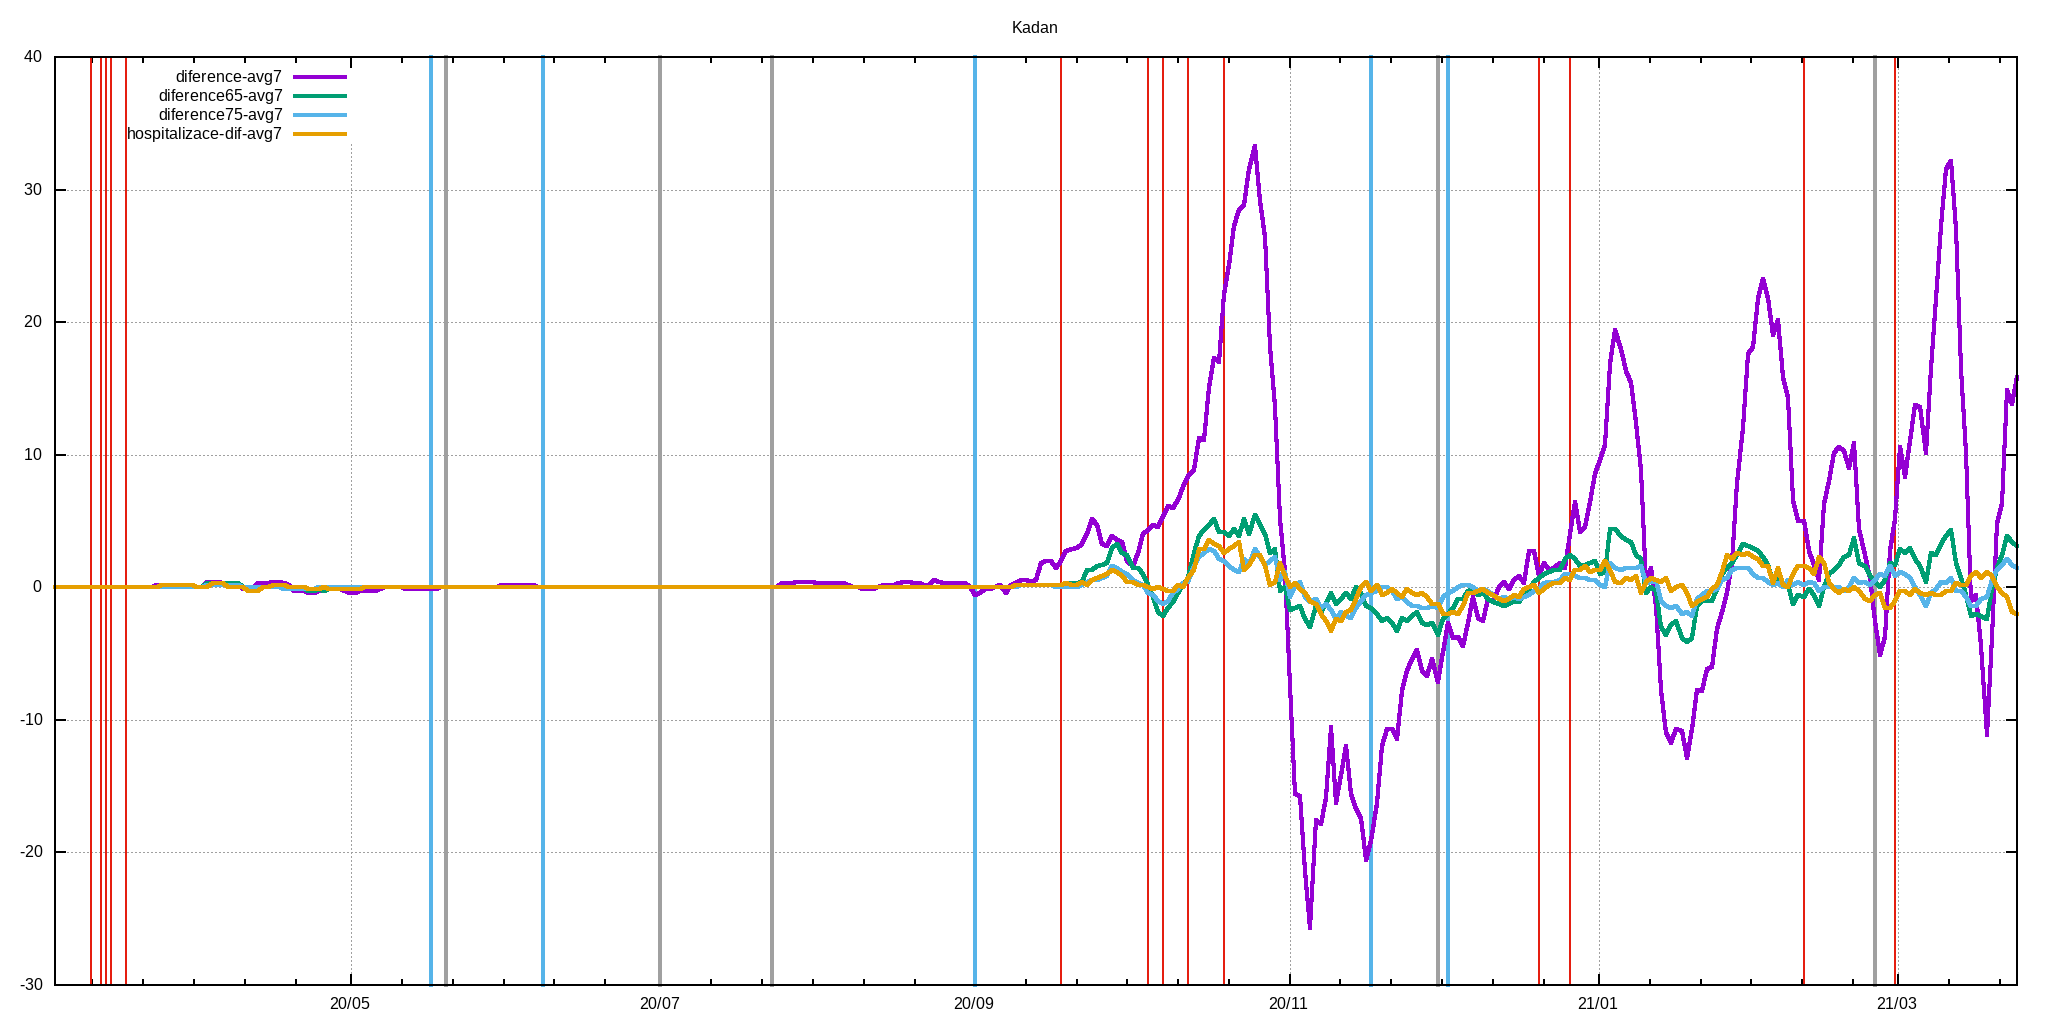 Kadan
diference-avg7
diference65-avg7
diference75-avg7
hospitalizace-dif-avg7
40
30
20
10
0
-10
-20
-30
20/05 20/07 20/09 20/11 21/01 21/03